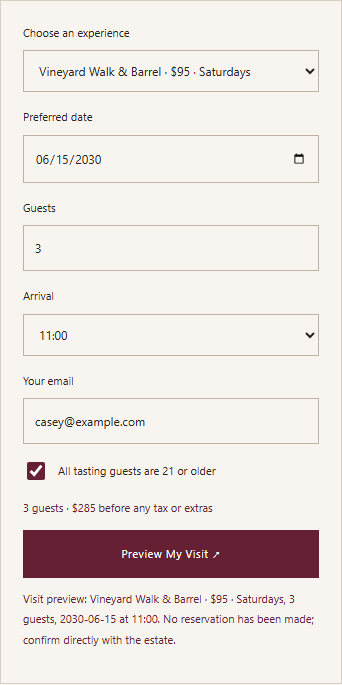 Choose an experience
Vineyard Walk & Barrel · $95 · Saturdays
Preferred date
06/15/2030
Guests
3
Arrival
11:00
Your email
casey@example.com
All tasting guests are 21 or older
3 guests · $285 before any tax or extras
Preview My Visit ↗
Visit preview: Vineyard Walk & Barrel · $95 · Saturdays, 3
guests, 2030-06-15 at 11:00. No reservation has been made;
confirm directly with the estate.